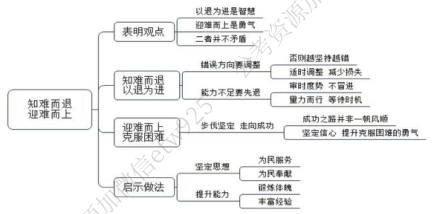 知难而退
迎难而上
表明观点
以退为进是智慧
迎难而上是勇气
二者并不矛盾
知难而退
以退为进
错误方向要调整
否则越坚持越错
适时调整 减少损失
能力不足要先退
审时度势 不冒进
量力而行 等待时机
迎难而上
克服困难
步伐坚定 走向成功
成功之路并非一帆风顺
坚定信心 提升克服困难的勇气
启示做法
坚定思想
为民服务
为民奉献
提升能力
锻炼体魄
丰富经验